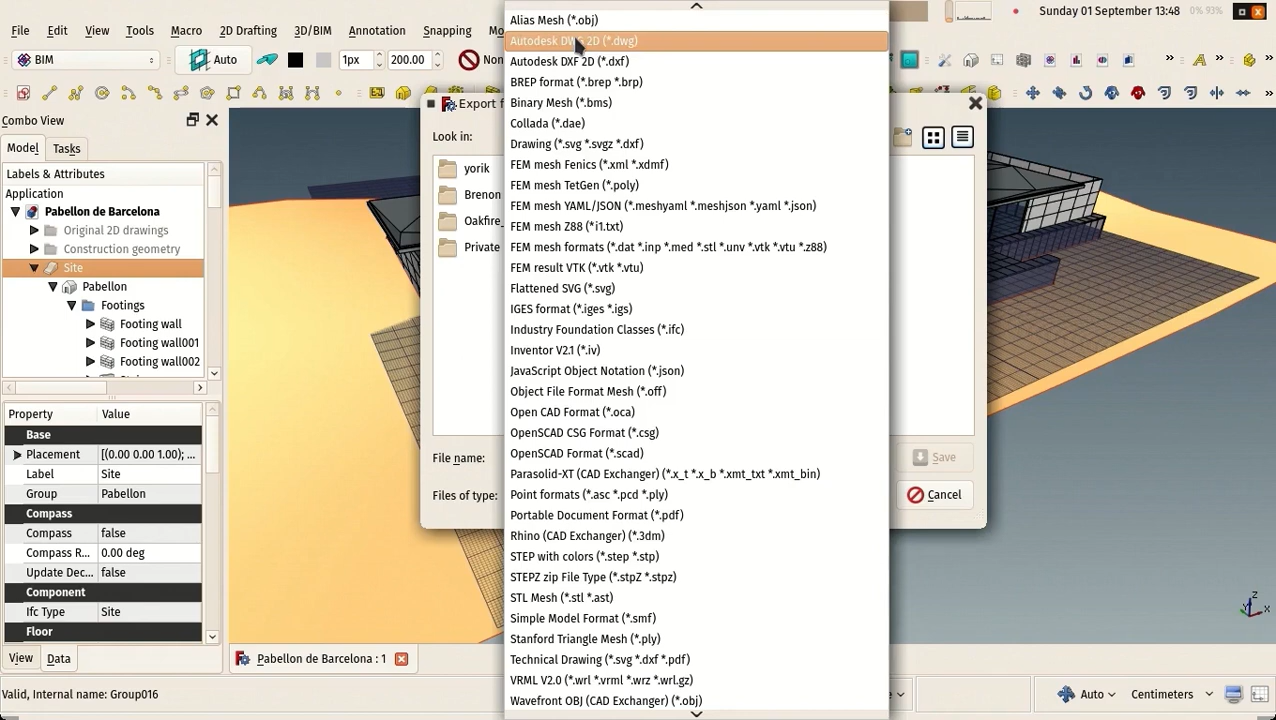 Sunday 01 September 13:48
0% 93%
File Edit View Tools Macro 2D Drafting 3D/BIM Annotation Snapping
BIM Auto 1px 200.00
Combo View
Model Tasks
Labels & Attributes
Application
Pabellon de Barcelona
Original 2D drawings
Construction geometry
Site
Pabellon
Footings
Footing wall
Footing wall001
Footing wall002
Property Value
Base
Placement [(0.00 0.00 1.00); ...
Label Site
Group Pabellon
Compass
Compass false
Compass R... 0.00 deg
Update Dec... false
Component
Ifc Type Site
Floor
View Data
Valid, Internal name: Group016
Pabellon de Barcelona : 1
Export f
Look in:
yorik
Brenon
Oakfire_
Private
File name:
Files of type:
Save
Cancel
Alias Mesh (*.obj)
Autodesk DWG 2D (*.dwg)
Autodesk DXF 2D (*.dxf)
BREP format (*.brep *.brp)
Binary Mesh (*.bms)
Collada (*.dae)
Drawing (*.svg *.svgz *.dxf)
FEM mesh Fenics (*.xml *.xdmf)
FEM mesh TetGen (*.poly)
FEM mesh YAML/JSON (*.meshyaml *.meshjson *.yaml *.json)
FEM mesh Z88 (*i1.txt)
FEM mesh formats (*.dat *.inp *.med *.stl *.unv *.vtk *.vtu *.z88)
FEM result VTK (*.vtk *.vtu)
Flattened SVG (*.svg)
IGES format (*.iges *.igs)
Industry Foundation Classes (*.ifc)
Inventor V2.1 (*.iv)
JavaScript Object Notation (*.json)
Object File Format Mesh (*.off)
Open CAD Format (*.oca)
OpenSCAD CSG Format (*.csg)
OpenSCAD Format (*.scad)
Parasolid-XT (CAD Exchanger) (*.x_t *.x_b *.xmt_txt *.xmt_bin)
Point formats (*.asc *.pcd *.ply)
Portable Document Format (*.pdf)
Rhino (CAD Exchanger) (*.3dm)
STEP with colors (*.step *.stp)
STEPZ zip File Type (*.stpZ *.stpz)
STL Mesh (*.stl *.ast)
Simple Model Format (*.smf)
Stanford Triangle Mesh (*.ply)
Technical Drawing (*.svg *.dxf *.pdf)
VRML V2.0 (*.wrl *.vrml *.wrz *.wrl.gz)
Wavefront OBJ (CAD Exchanger) (*.obj)
Z
X
Auto Centimeters